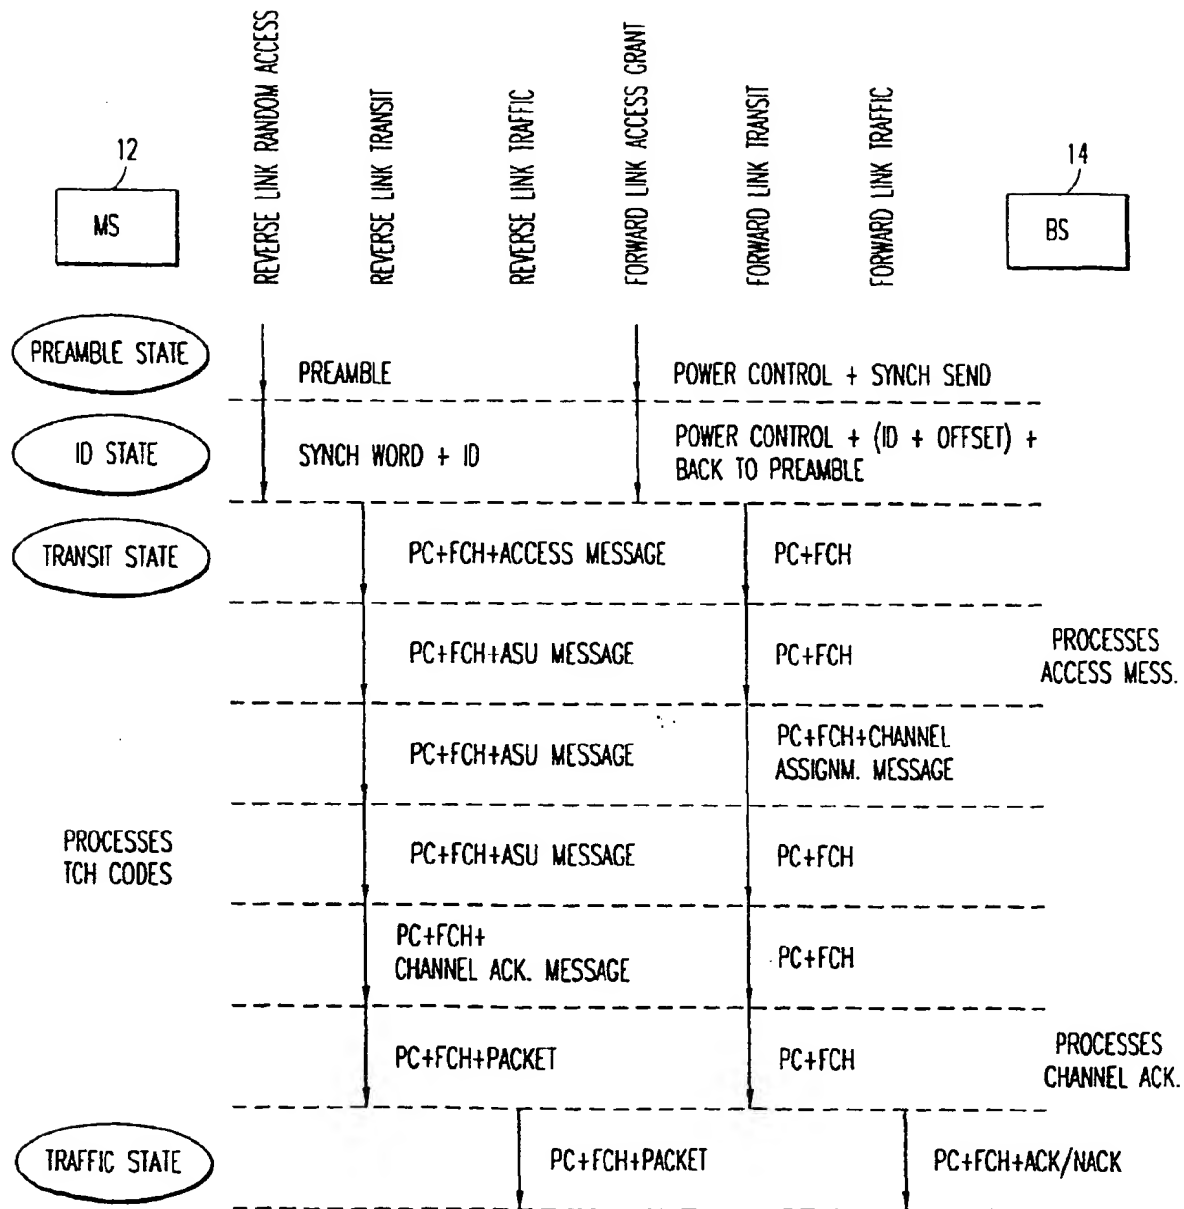 REVERSE LINK RANDOM ACCESS
REVERSE LINK TRANSIT
REVERSE LINK TRAFFIC
FORWARD LINK ACCESS GRANT
FORWARD LINK TRANSIT
FORWARD LINK TRAFFIC
12
MS
14
BS
PREAMBLE STATE
PREAMBLE
POWER CONTROL + SYNCH SEND
ID STATE
SYNCH WORD + ID
POWER CONTROL + (ID + OFFSET) +
BACK TO PREAMBLE
TRANSIT STATE
PC+FCH+ACCESS MESSAGE
PC+FCH
PC+FCH+ASU MESSAGE
PC+FCH
PROCESSES
ACCESS MESS.
PC+FCH+ASU MESSAGE
PC+FCH+CHANNEL
ASSIGNM. MESSAGE
PROCESSES
TCH CODES
PC+FCH+ASU MESSAGE
PC+FCH
PC+FCH+
CHANNEL ACK. MESSAGE
PC+FCH
PC+FCH+PACKET
PC+FCH
PROCESSES
CHANNEL ACK.
TRAFFIC STATE
PC+FCH+PACKET
PC+FCH+ACK/NACK